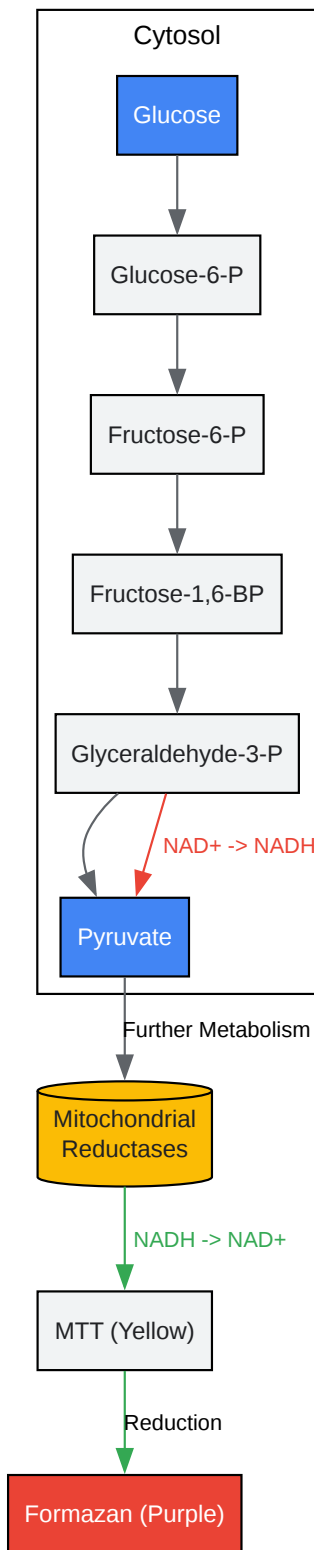 Cytosol
Glucose
Glucose-6-P
Fructose-6-P
Fructose-1,6-BP
Glyceraldehyde-3-P
NAD+ -> NADH
Pyruvate
Further Metabolism
Mitochondrial
Reductases
NADH -> NAD+
MTT (Yellow)
Reduction
Formazan (Purple)